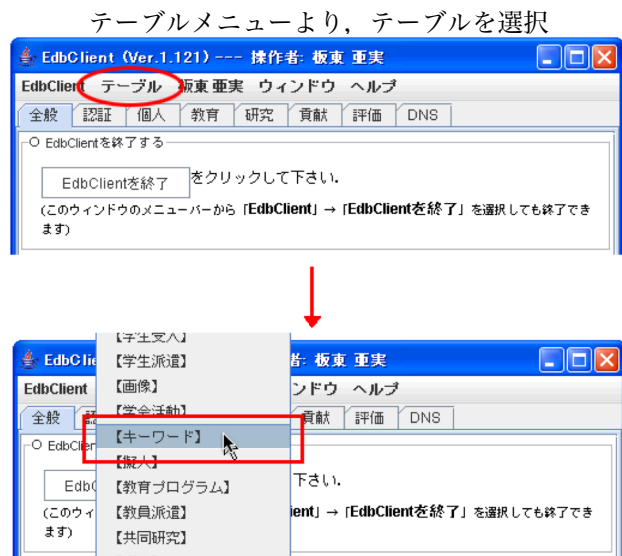 テーブルメニューより，テーブルを選択
EdbClient (Ver.1.121) --- 操作者: 板東 亜実
EdbClient テーブル 板東 亜実 ウィンドウ ヘルプ
全般 認証 個人 教育 研究 貢献 評価 DNS
EdbClientを終了する
EdbClientを終了 をクリックして下さい.
(このウィンドウのメニューバーから「EdbClient」→「EdbClientを終了」を選択しても終了でき
ます)
【学生受入】
EdbClie 【学生派遣】 者: 板東 亜実
EdbClient 【画像】 ンドウ ヘルプ
全般 【学会活動】 貢献 評価 DNS
【キーワード】
EdbClien 【擬人】
EdbC 【教育プログラム】 下さい.
(このウィ 【教員派遣】 ient」→「EdbClientを終了」を選択しても終了でき
ます) 【共同研究】